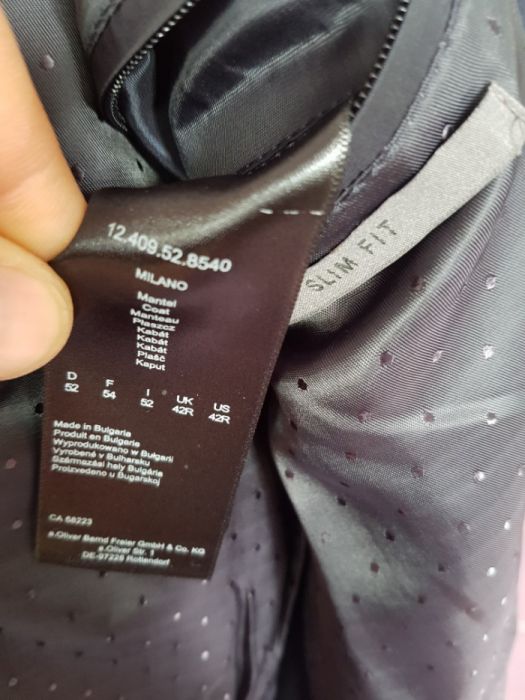 12.409.52.8540
MILANO
Mantel
Coat
Manteau
Płaszcz
Kabát
Kabát
Kabát
Plašč
Kaput
D F I UK US
52 54 52 42R 42R
Made in Bulgaria
Produit en Bulgarie
Wyprodukowano w Bulgarii
Vyrobené v Bulharsku
Származási hely Bulgária
Proizvedeno u Bugarskoj
CA 58223
s.Oliver Bernd Freier GmbH & Co. KG
s.Oliver Str. 1
DE-97228 Rottendorf
SLIM FIT